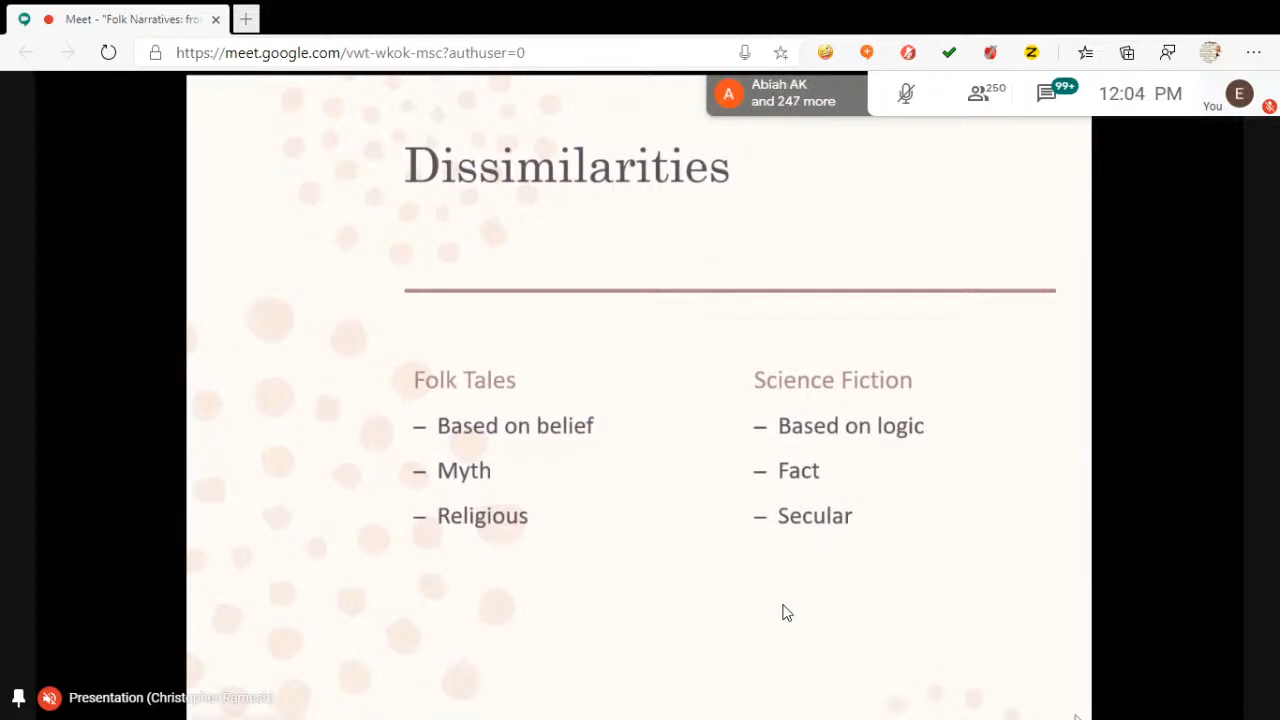 Meet - "Folk Narratives: fro
https://meet.google.com/vwt-wkok-msc?authuser=0
A
Abiah AK
and 247 more
250
99+
12:04 PM
You
E
Dissimilarities
Folk Tales
– Based on belief
– Myth
– Religious
Science Fiction
– Based on logic
– Fact
– Secular
Presentation (Christopher Ramesh)